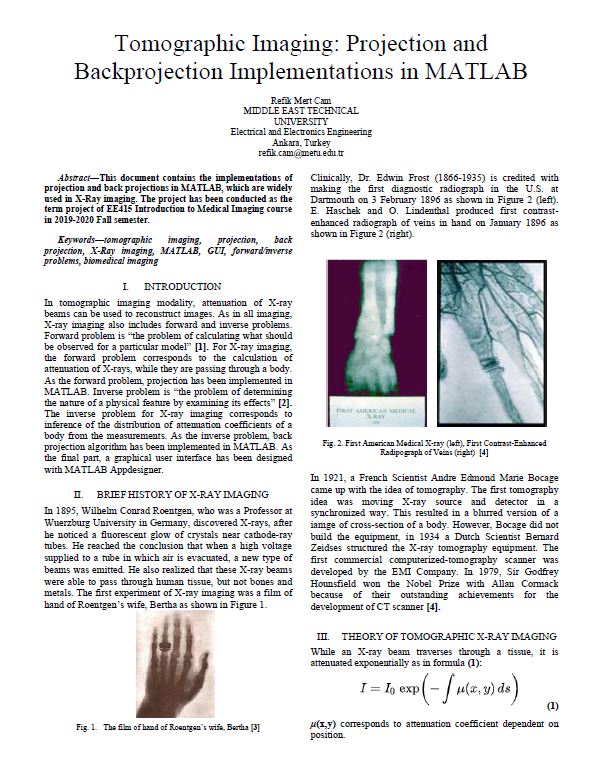 Tomographic Imaging: Projection and
Backprojection Implementations in MATLAB
Refik Mert Cam
MIDDLE EAST TECHNICAL
UNIVERSITY
Electrical and Electronics Engineering
Ankara, Turkey
refik.cam@metu.edu.tr
Abstract—This document contains the implementations of
projection and back projections in MATLAB, which are widely
used in X-Ray imaging. The project has been conducted as the
term project of EE415 Introduction to Medical Imaging course
in 2019-2020 Fall semester.
Keywords—tomographic imaging, projection, back
projection, X-Ray imaging, MATLAB, GUI, forward/inverse
problems, biomedical imaging
I. INTRODUCTION
In tomographic imaging modality, attenuation of X-ray
beams can be used to reconstruct images. As in all imaging,
X-ray imaging also includes forward and inverse problems.
Forward problem is “the problem of calculating what should
be observed for a particular model” [1]. For X-ray imaging,
the forward problem corresponds to the calculation of
attenuation of X-rays, while they are passing through a body.
As the forward problem, projection has been implemented in
MATLAB. Inverse problem is “the problem of determining
the nature of a physical feature by examining its effects” [2].
The inverse problem for X-ray imaging corresponds to
inference of the distribution of attenuation coefficients of a
body from the measurements. As the inverse problem, back
projection algorithm has been implemented in MATLAB. As
the final part, a graphical user interface has been designed
with MATLAB Appdesigner.
II. BRIEF HISTORY OF X-RAY IMAGING
In 1895, Wilhelm Conrad Roentgen, who was a Professor at
Wuerzburg University in Germany, discovered X-rays, after
he noticed a fluorescent glow of crystals near cathode-ray
tubes. He reached the conclusion that when a high voltage
supplied to a tube in which air is evacuated, a new type of
beams was emitted. He also realized that these X-ray beams
were able to pass through human tissue, but not bones and
metals. The first experiment of X-ray imaging was a film of
hand of Roentgen’s wife, Bertha as shown in Figure 1.
Fig. 1. The film of hand of Roentgen’s wife, Bertha [3]
Clinically, Dr. Edwin Frost (1866-1935) is credited with
making the first diagnostic radiograph in the U.S. at
Dartmouth on 3 February 1896 as shown in Figure 2 (left).
E. Haschek and O. Lindenthal produced first contrast-
enhanced radiograph of veins in hand on January 1896 as
shown in Figure 2 (right).
FIRST AMERICAN MEDICAL
X-RAY
Fig. 2. First American Medical X-ray (left), First Contrast-Enhanced
Radipograph of Veins (right) [4]
In 1921, a French Scientist Andre Edmond Marie Bocage
came up with the idea of tomography. The first tomography
idea was moving X-ray source and detector in a
synchronized way. This resulted in a blurred version of a
iamge of cross-section of a body. However, Bocage did not
build the equipment, in 1934 a Dutch Scientist Bernard
Zeidses structured the X-ray tomography equipment. The
first commercial computerized-tomography scanner was
developed by the EMI Company. In 1979, Sir Godfrey
Hounsfield won the Nobel Prize with Allan Cormack
because of their outstanding achievements for the
development of CT scanner [4].
III. THEORY OF TOMOGRAPHIC X-RAY IMAGING
While an X-ray beam traverses through a tissue, it is
attenuated exponentially as in formula (1):
I = I₀ exp(−∫ μ(x, y) ds)
(1)
μ(x,y) corresponds to attenuation coefficient dependent on
position.